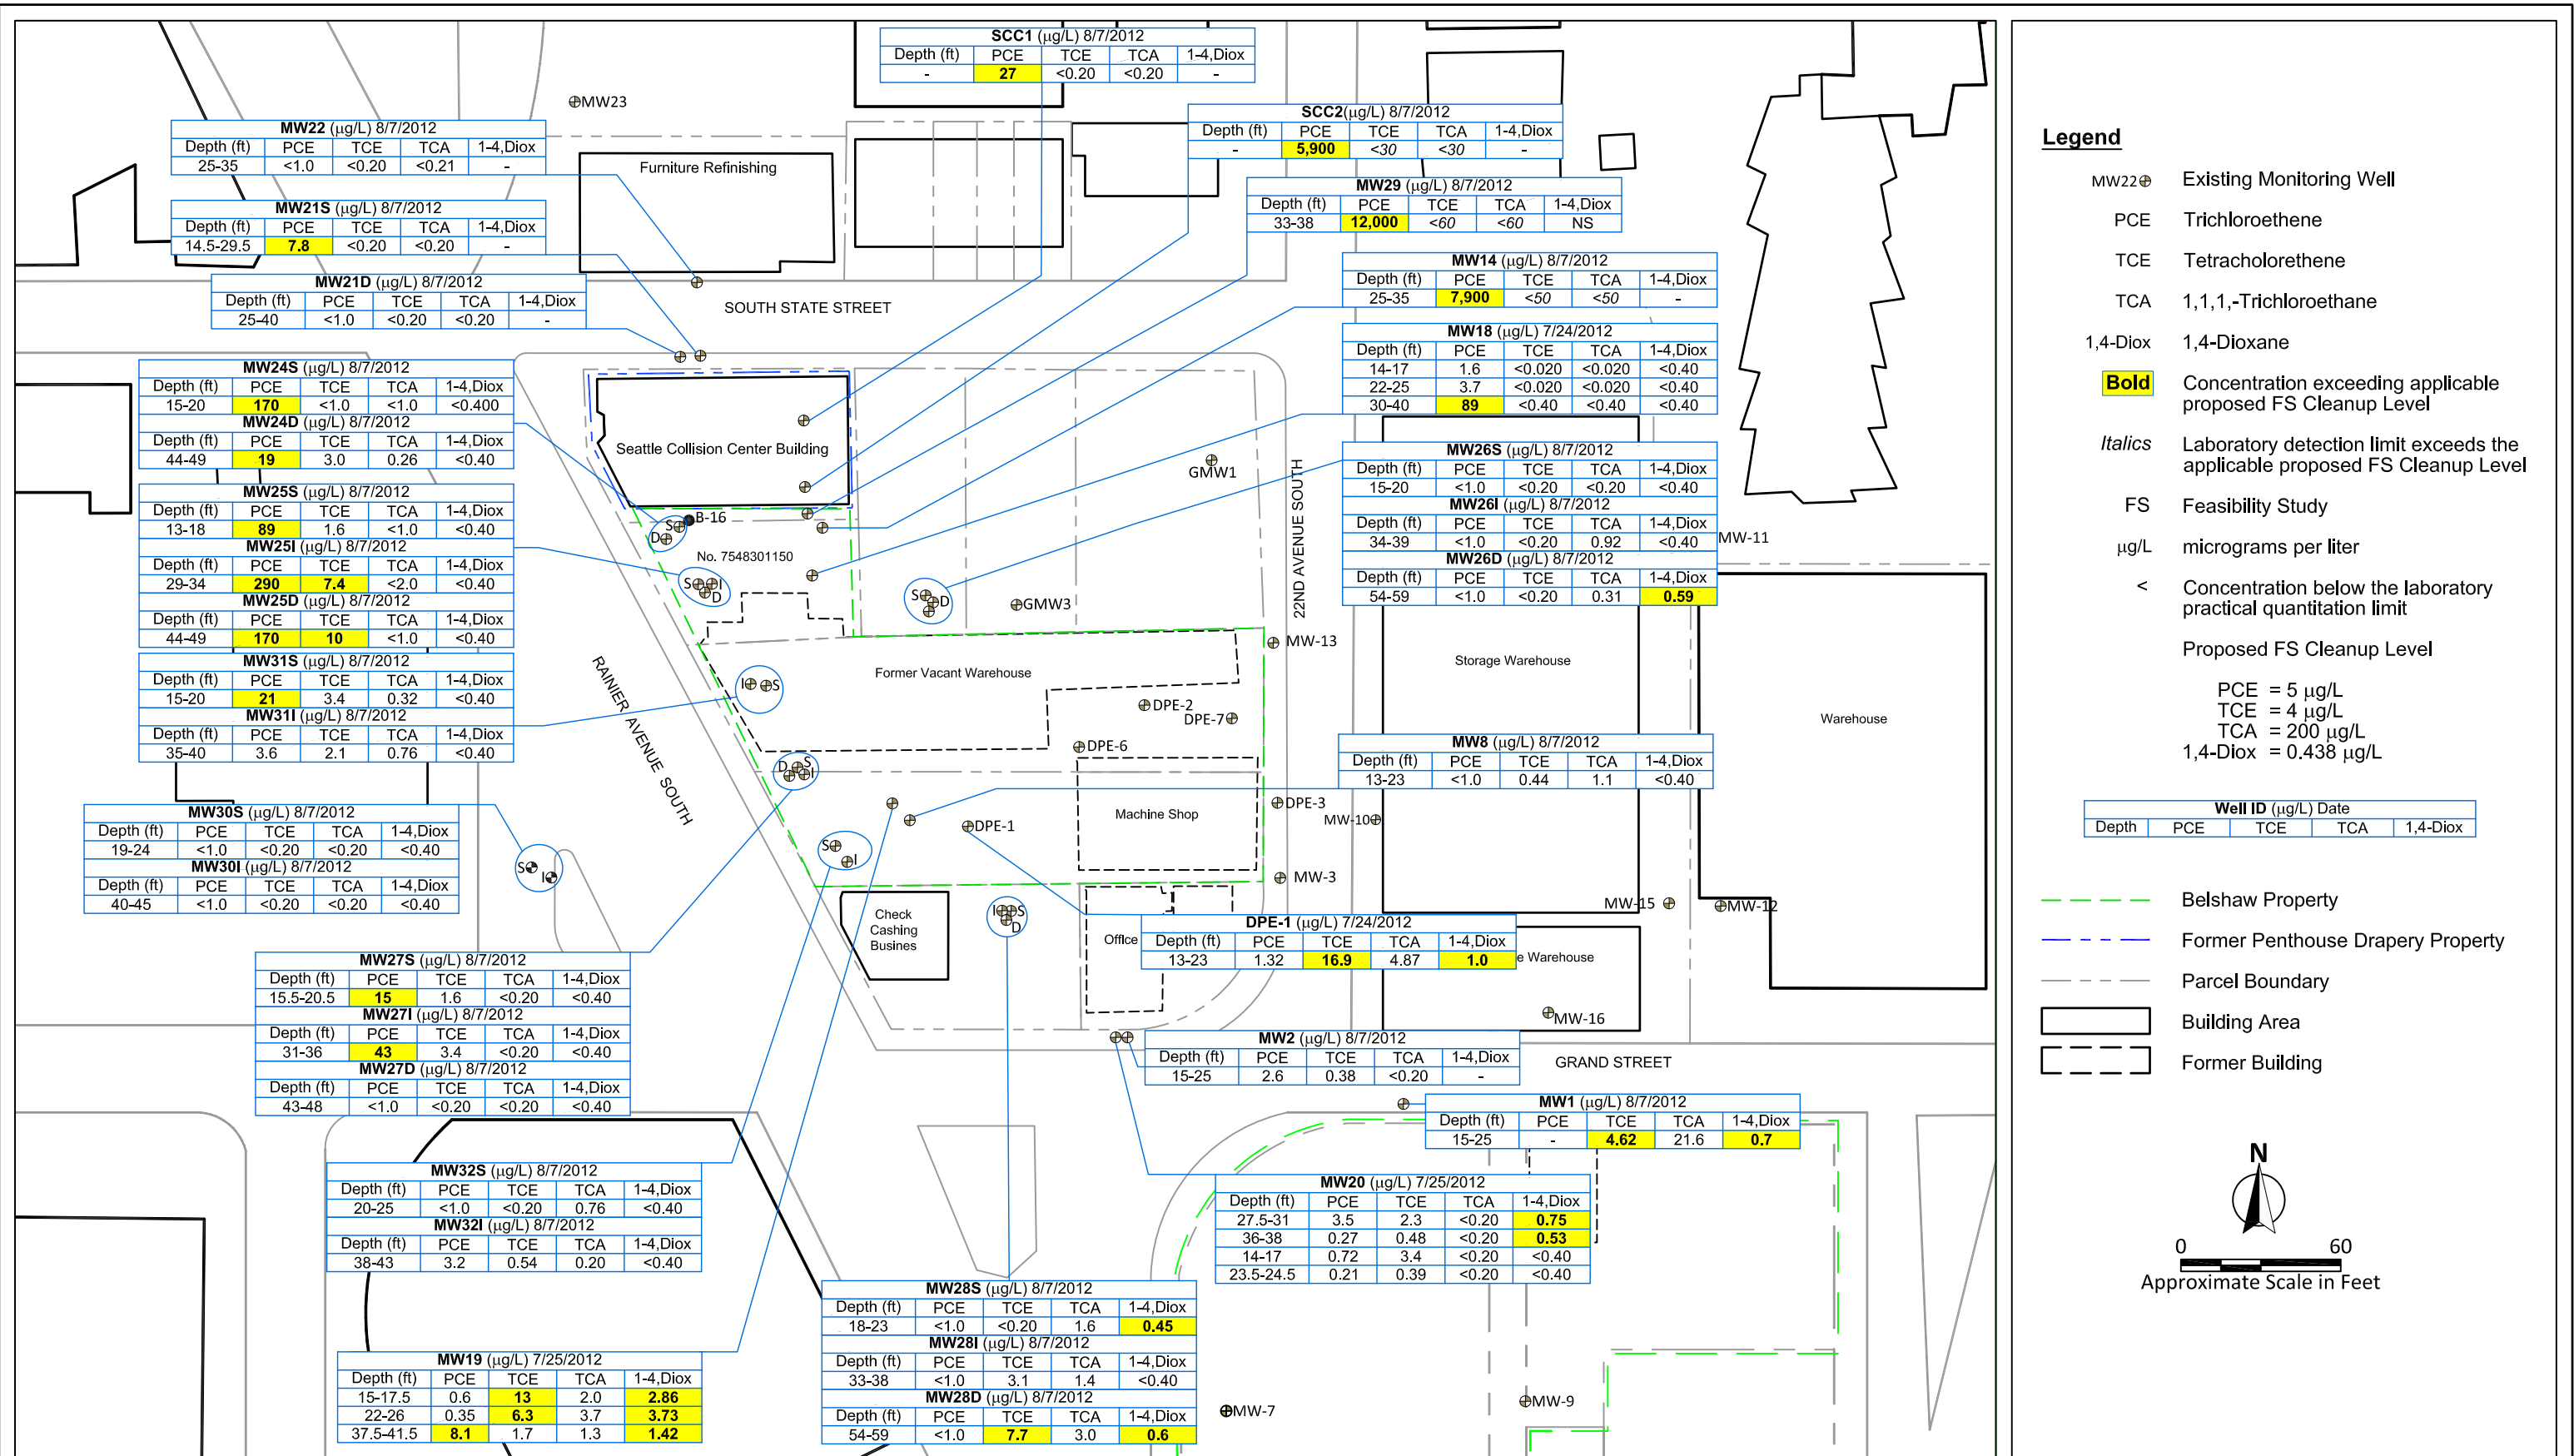 SCC1 (µg/L) 8/7/2012
Depth (ft) PCE TCE TCA 1-4,Diox
- 27 <0.20 <0.20 -
MW23
SCC2(µg/L) 8/7/2012
Depth (ft) PCE TCE TCA 1-4,Diox
- 5,900 <30 <30 -
MW22 (µg/L) 8/7/2012
Depth (ft) PCE TCE TCA 1-4,Diox
25-35 <1.0 <0.20 <0.21 -
Furniture Refinishing
MW29 (µg/L) 8/7/2012
Depth (ft) PCE TCE TCA 1-4,Diox
33-38 12,000 <60 <60 NS
MW21S (µg/L) 8/7/2012
Depth (ft) PCE TCE TCA 1-4,Diox
14.5-29.5 7.8 <0.20 <0.20 -
MW14 (µg/L) 8/7/2012
Depth (ft) PCE TCE TCA 1-4,Diox
25-35 7,900 <50 <50 -
MW21D (µg/L) 8/7/2012
Depth (ft) PCE TCE TCA 1-4,Diox
25-40 <1.0 <0.20 <0.20 -
SOUTH STATE STREET
MW18 (µg/L) 7/24/2012
Depth (ft) PCE TCE TCA 1-4,Diox
14-17 1.6 <0.020 <0.020 <0.40
22-25 3.7 <0.020 <0.020 <0.40
30-40 89 <0.40 <0.40 <0.40
MW24S (µg/L) 8/7/2012
Depth (ft) PCE TCE TCA 1-4,Diox
15-20 170 <1.0 <1.0 <0.400
MW24D (µg/L) 8/7/2012
Depth (ft) PCE TCE TCA 1-4,Diox
44-49 19 3.0 0.26 <0.40
Seattle Collision Center Building
GMW1
22ND AVENUE SOUTH
MW26S (µg/L) 8/7/2012
Depth (ft) PCE TCE TCA 1-4,Diox
15-20 <1.0 <0.20 <0.20 <0.40
MW26I (µg/L) 8/7/2012
Depth (ft) PCE TCE TCA 1-4,Diox
34-39 <1.0 <0.20 0.92 <0.40
MW26D (µg/L) 8/7/2012
Depth (ft) PCE TCE TCA 1-4,Diox
54-59 <1.0 <0.20 0.31 0.59
MW-11
MW25S (µg/L) 8/7/2012
Depth (ft) PCE TCE TCA 1-4,Diox
13-18 89 1.6 <1.0 <0.40
MW25I (µg/L) 8/7/2012
Depth (ft) PCE TCE TCA 1-4,Diox
29-34 290 7.4 <2.0 <0.40
MW25D (µg/L) 8/7/2012
Depth (ft) PCE TCE TCA 1-4,Diox
44-49 170 10 <1.0 <0.40
S
B-16
D
No. 7548301150
S I
D
S
D
GMW3
MW-13
MW31S (µg/L) 8/7/2012
Depth (ft) PCE TCE TCA 1-4,Diox
15-20 21 3.4 0.32 <0.40
MW31I (µg/L) 8/7/2012
Depth (ft) PCE TCE TCA 1-4,Diox
35-40 3.6 2.1 0.76 <0.40
RAINIER AVENUE SOUTH
I S
Former Vacant Warehouse
Storage Warehouse
Warehouse
DPE-2
DPE-7
DPE-6
MW8 (µg/L) 8/7/2012
Depth (ft) PCE TCE TCA 1-4,Diox
13-23 <1.0 0.44 1.1 <0.40
D S
I
Machine Shop
DPE-3
MW-10
DPE-1
MW30S (µg/L) 8/7/2012
Depth (ft) PCE TCE TCA 1-4,Diox
19-24 <1.0 <0.20 <0.20 <0.40
MW30I (µg/L) 8/7/2012
Depth (ft) PCE TCE TCA 1-4,Diox
40-45 <1.0 <0.20 <0.20 <0.40
S
I
S
I
MW-3
MW-15
MW-12
Check
Cashing
Busines
I S
D
Office
DPE-1 (µg/L) 7/24/2012
Depth (ft) PCE TCE TCA 1-4,Diox
13-23 1.32 16.9 4.87 1.0
e Warehouse
MW27S (µg/L) 8/7/2012
Depth (ft) PCE TCE TCA 1-4,Diox
15.5-20.5 15 1.6 <0.20 <0.40
MW27I (µg/L) 8/7/2012
Depth (ft) PCE TCE TCA 1-4,Diox
31-36 43 3.4 <0.20 <0.40
MW27D (µg/L) 8/7/2012
Depth (ft) PCE TCE TCA 1-4,Diox
43-48 <1.0 <0.20 <0.20 <0.40
MW-16
MW2 (µg/L) 8/7/2012
Depth (ft) PCE TCE TCA 1-4,Diox
15-25 2.6 0.38 <0.20 -
GRAND STREET
MW1 (µg/L) 8/7/2012
Depth (ft) PCE TCE TCA 1-4,Diox
15-25 - 4.62 21.6 0.7
MW32S (µg/L) 8/7/2012
Depth (ft) PCE TCE TCA 1-4,Diox
20-25 <1.0 <0.20 0.76 <0.40
MW32I (µg/L) 8/7/2012
Depth (ft) PCE TCE TCA 1-4,Diox
38-43 3.2 0.54 0.20 <0.40
MW20 (µg/L) 7/25/2012
Depth (ft) PCE TCE TCA 1-4,Diox
27.5-31 3.5 2.3 <0.20 0.75
36-38 0.27 0.48 <0.20 0.53
14-17 0.72 3.4 <0.20 <0.40
23.5-24.5 0.21 0.39 <0.20 <0.40
MW28S (µg/L) 8/7/2012
Depth (ft) PCE TCE TCA 1-4,Diox
18-23 <1.0 <0.20 1.6 0.45
MW28I (µg/L) 8/7/2012
Depth (ft) PCE TCE TCA 1-4,Diox
33-38 <1.0 3.1 1.4 <0.40
MW28D (µg/L) 8/7/2012
Depth (ft) PCE TCE TCA 1-4,Diox
54-59 <1.0 7.7 3.0 0.6
MW19 (µg/L) 7/25/2012
Depth (ft) PCE TCE TCA 1-4,Diox
15-17.5 0.6 13 2.0 2.86
22-26 0.35 6.3 3.7 3.73
37.5-41.5 8.1 1.7 1.3 1.42
MW-7
MW-9
Legend
MW22 Existing Monitoring Well
PCE Trichloroethene
TCE Tetracholorethene
TCA 1,1,1,-Trichloroethane
1,4-Diox 1,4-Dioxane
Bold Concentration exceeding applicable
proposed FS Cleanup Level
Italics Laboratory detection limit exceeds the
applicable proposed FS Cleanup Level
FS Feasibility Study
µg/L micrograms per liter
< Concentration below the laboratory
practical quantitation limit
Proposed FS Cleanup Level
PCE = 5 µg/L
TCE = 4 µg/L
TCA = 200 µg/L
1,4-Diox = 0.438 µg/L
Well ID (µg/L) Date
Depth PCE TCE TCA 1,4-Diox
Belshaw Property
Former Penthouse Drapery Property
Parcel Boundary
Building Area
Former Building
N
0 60
Approximate Scale in Feet